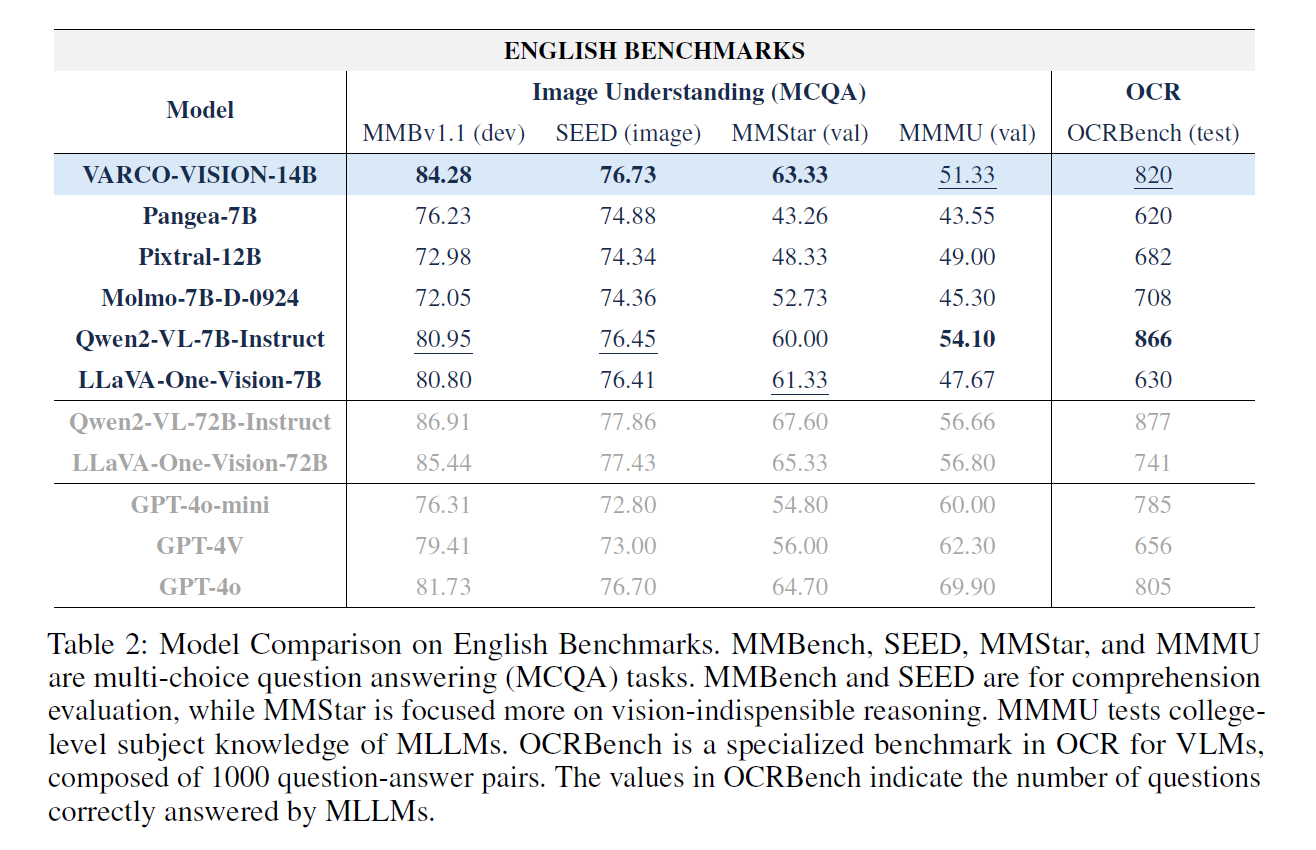 ENGLISH BENCHMARKS
Model Image Understanding (MCQA) OCR
MMBv1.1 (dev) SEED (image) MMStar (val) MMMU (val) OCRBench (test)
VARCO-VISION-14B 84.28 76.73 63.33 51.33 820
Pangea-7B 76.23 74.88 43.26 43.55 620
Pixtral-12B 72.98 74.34 48.33 49.00 682
Molmo-7B-D-0924 72.05 74.36 52.73 45.30 708
Qwen2-VL-7B-Instruct 80.95 76.45 60.00 54.10 866
LLaVA-One-Vision-7B 80.80 76.41 61.33 47.67 630
Qwen2-VL-72B-Instruct 86.91 77.86 67.60 56.66 877
LLaVA-One-Vision-72B 85.44 77.43 65.33 56.80 741
GPT-4o-mini 76.31 72.80 54.80 60.00 785
GPT-4V 79.41 73.00 56.00 62.30 656
GPT-4o 81.73 76.70 64.70 69.90 805
Table 2: Model Comparison on English Benchmarks. MMBench, SEED, MMStar, and MMMU
are multi-choice question answering (MCQA) tasks. MMBench and SEED are for comprehension
evaluation, while MMStar is focused more on vision-indispensible reasoning. MMMU tests college-
level subject knowledge of MLLMs. OCRBench is a specialized benchmark in OCR for VLMs,
composed of 1000 question-answer pairs. The values in OCRBench indicate the number of questions
correctly answered by MLLMs.